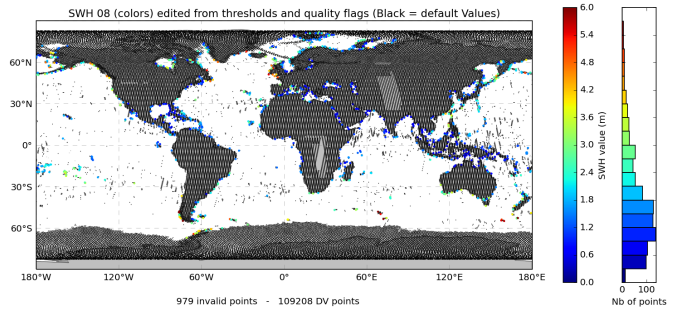 SWH 08 (colors) edited from thresholds and quality flags (Black = default Values)
60°N
30°N
0°
30°S
60°S
180°W 120°W 60°W 0° 60°E 120°E 180°E
979 invalid points - 109208 DV points
6.0
5.4
4.8
4.2
3.6
3.0
2.4
1.8
1.2
0.6
0.0
SWH value (m)
0 100
Nb of points